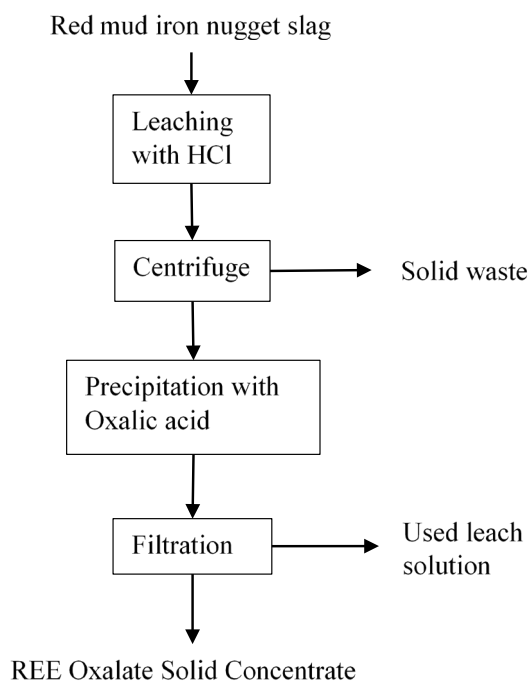 Red mud iron nugget slag
Leaching
with HCl
Centrifuge
Solid waste
Precipitation with
Oxalic acid
Filtration
Used leach
solution
REE Oxalate Solid Concentrate